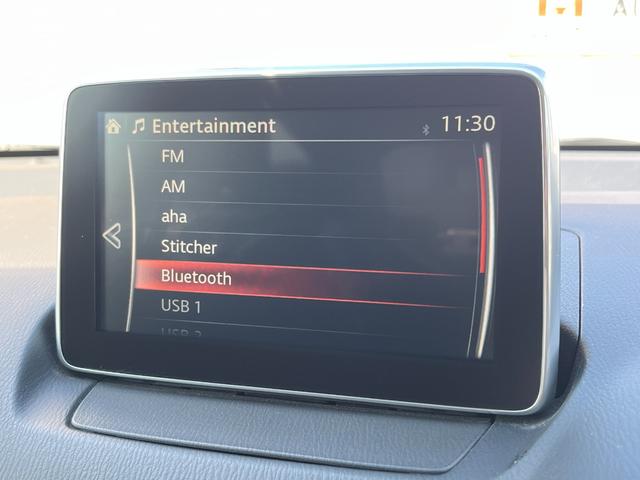 Entertainment 11:30
FM
AM
aha
Stitcher
Bluetooth
USB 1